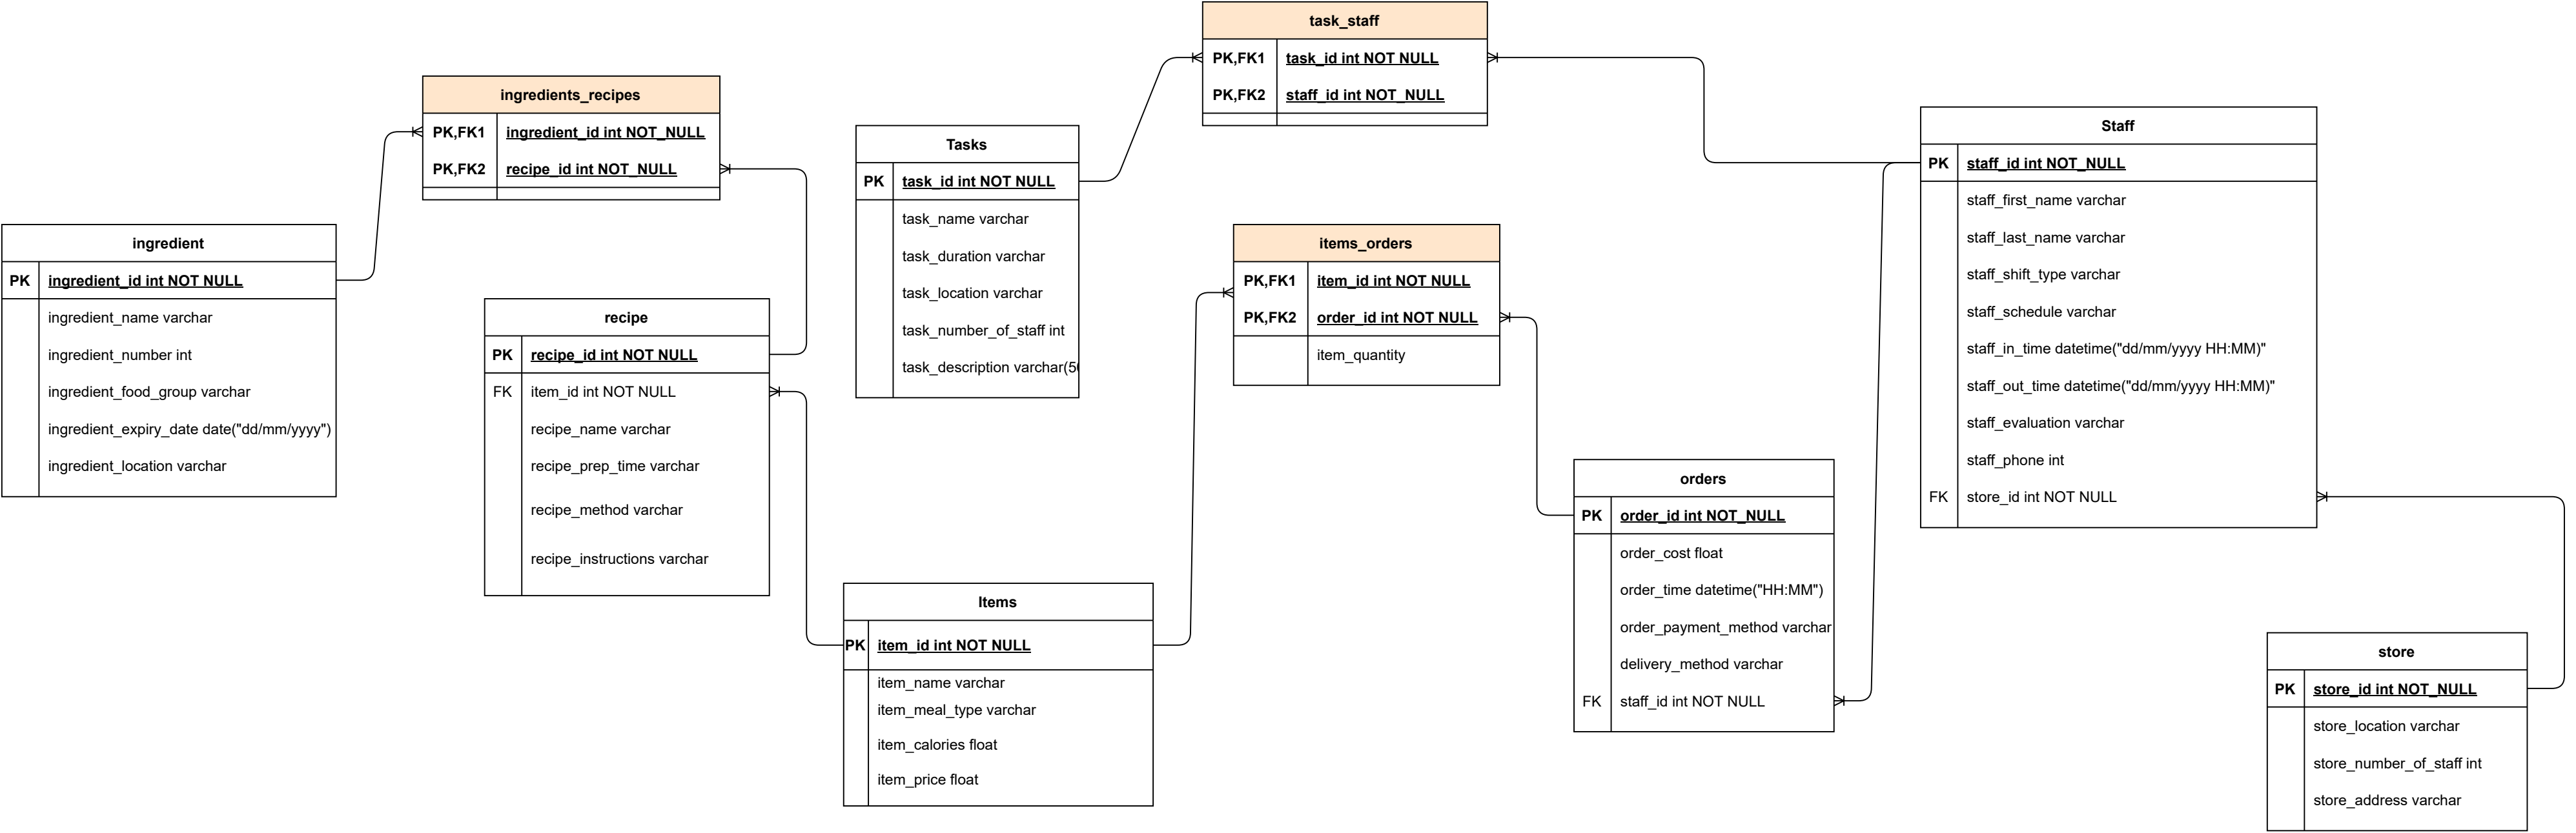 task_staff
PK,FK1 task_id int NOT NULL
PK,FK2 staff_id int NOT_NULL
ingredients_recipes
PK,FK1 ingredient_id int NOT_NULL
PK,FK2 recipe_id int NOT_NULL
Tasks
PK task_id int NOT NULL
task_name varchar
task_duration varchar
task_location varchar
task_number_of_staff int
task_description varchar(50
Staff
PK staff_id int NOT_NULL
staff_first_name varchar
staff_last_name varchar
staff_shift_type varchar
staff_schedule varchar
staff_in_time datetime("dd/mm/yyyy HH:MM)"
staff_out_time datetime("dd/mm/yyyy HH:MM)"
staff_evaluation varchar
staff_phone int
FK store_id int NOT NULL
ingredient
PK ingredient_id int NOT NULL
ingredient_name varchar
ingredient_number int
ingredient_food_group varchar
ingredient_expiry_date date("dd/mm/yyyy")
ingredient_location varchar
items_orders
PK,FK1 item_id int NOT NULL
PK,FK2 order_id int NOT NULL
item_quantity
recipe
PK recipe_id int NOT NULL
FK item_id int NOT NULL
recipe_name varchar
recipe_prep_time varchar
recipe_method varchar
recipe_instructions varchar
orders
PK order_id int NOT_NULL
order_cost float
order_time datetime("HH:MM")
order_payment_method varchar
delivery_method varchar
FK staff_id int NOT NULL
Items
PK item_id int NOT NULL
item_name varchar
item_meal_type varchar
item_calories float
item_price float
store
PK store_id int NOT_NULL
store_location varchar
store_number_of_staff int
store_address varchar